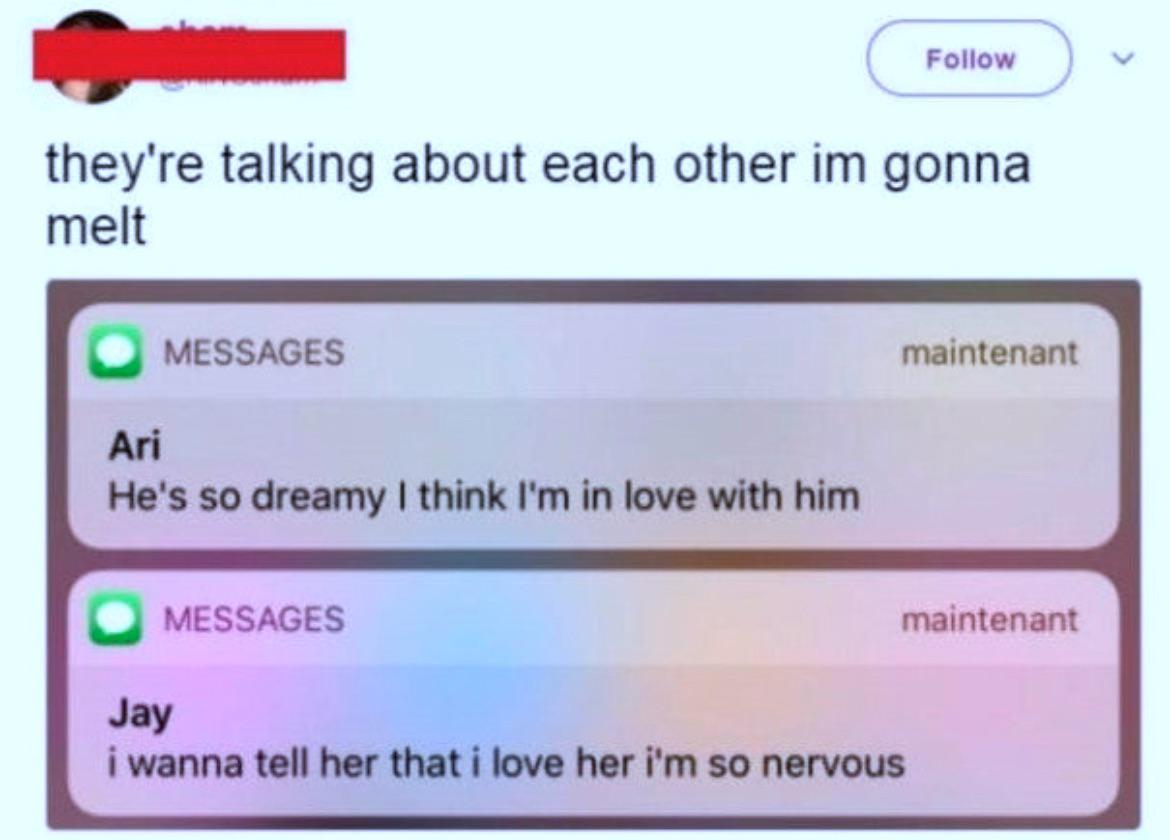 Follow
they're talking about each other im gonna
melt
MESSAGES maintenant
Ari
He's so dreamy I think I'm in love with him
MESSAGES maintenant
Jay
i wanna tell her that i love her i'm so nervous